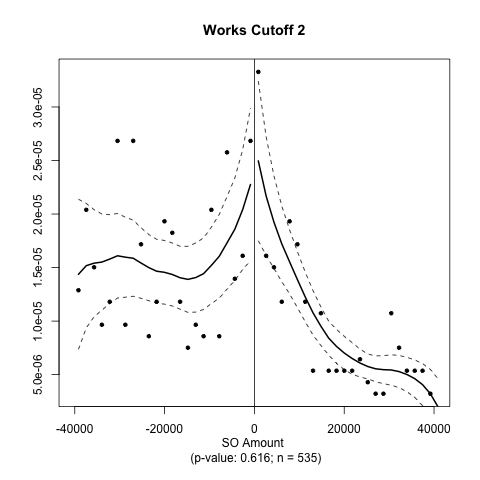 Works Cutoff 2
3.0e-05
2.5e-05
2.0e-05
1.5e-05
1.0e-05
5.0e-06
-40000 -20000 0 20000 40000
SO Amount
(p-value: 0.616; n = 535)